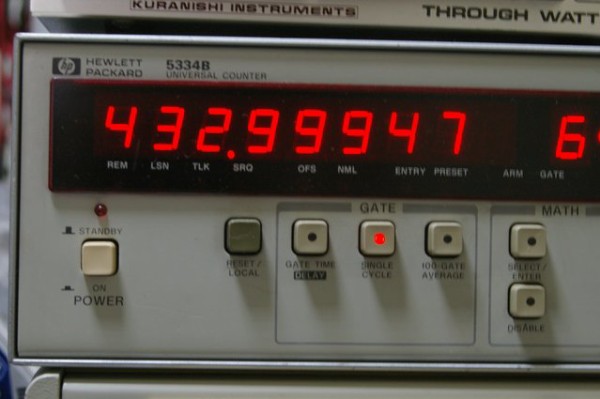 KURANISHI INSTRUMENTS
THROUGH WATT
hp HEWLETT PACKARD
5334B
UNIVERSAL COUNTER
432.99947 6
REM LSN TLK SRQ OFS NML ENTRY PRESET ARM GATE
GATE
MATH
STANDBY
ON
POWER
RESET/
LOCAL
GATE TIME
DELAY
SINGLE
CYCLE
100-GATE
AVERAGE
SELECT/
ENTER
DISABLE